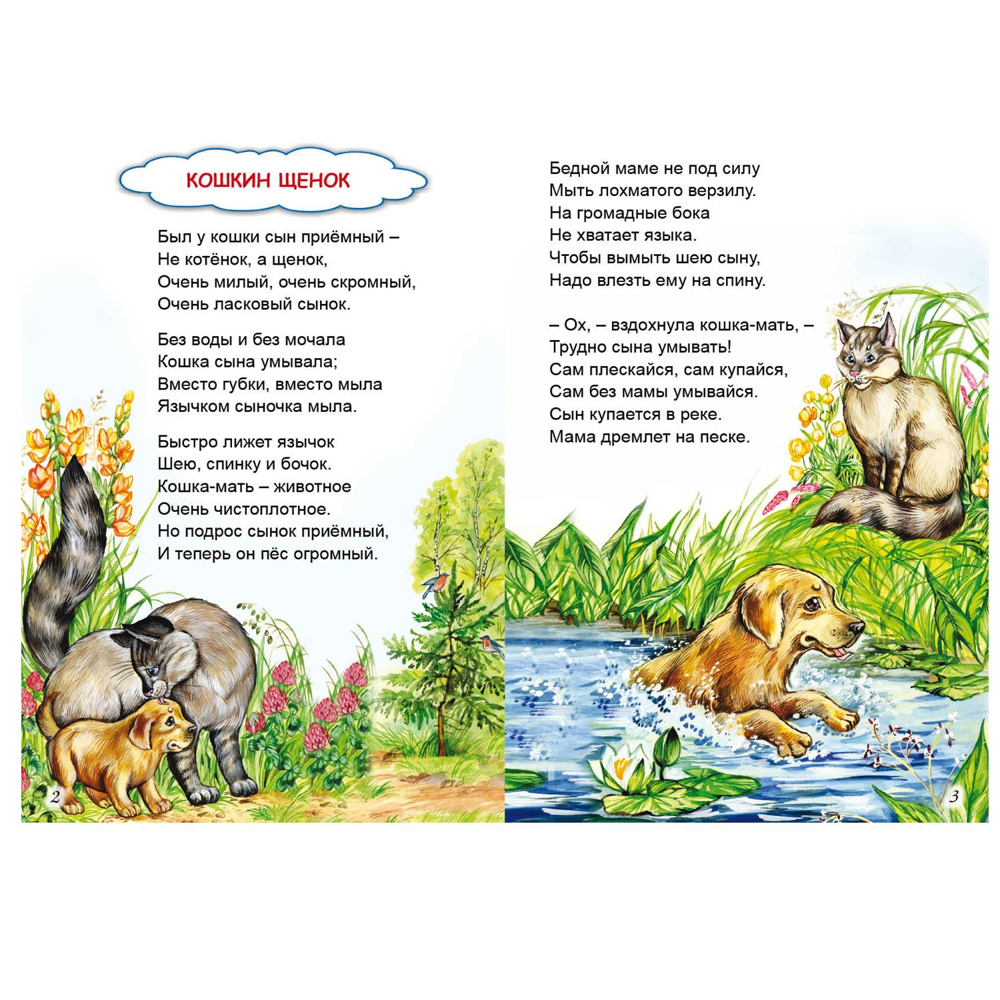 КОШКИН ЩЕНОК
Был у кошки сын приёмный –
Не котёнок, а щенок,
Очень милый, очень скромный,
Очень ласковый сынок.
Без воды и без мочала
Кошка сына умывала;
Вместо губки, вместо мыла
Язычком сыночка мыла.
Быстро лижет язычок
Шею, спинку и бочок.
Кошка-мать – животное
Очень чистоплотное.
Но подрос сынок приёмный,
И теперь он пёс огромный.
2
Бедной маме не под силу
Мыть лохматого верзилу.
На громадные бока
Не хватает языка.
Чтобы вымыть шею сыну,
Надо влезть ему на спину.
– Ох, – вздохнула кошка-мать, –
Трудно сына умывать!
Сам плескайся, сам купайся,
Сам без мамы умывайся.
Сын купается в реке.
Мама дремлет на песке.
3